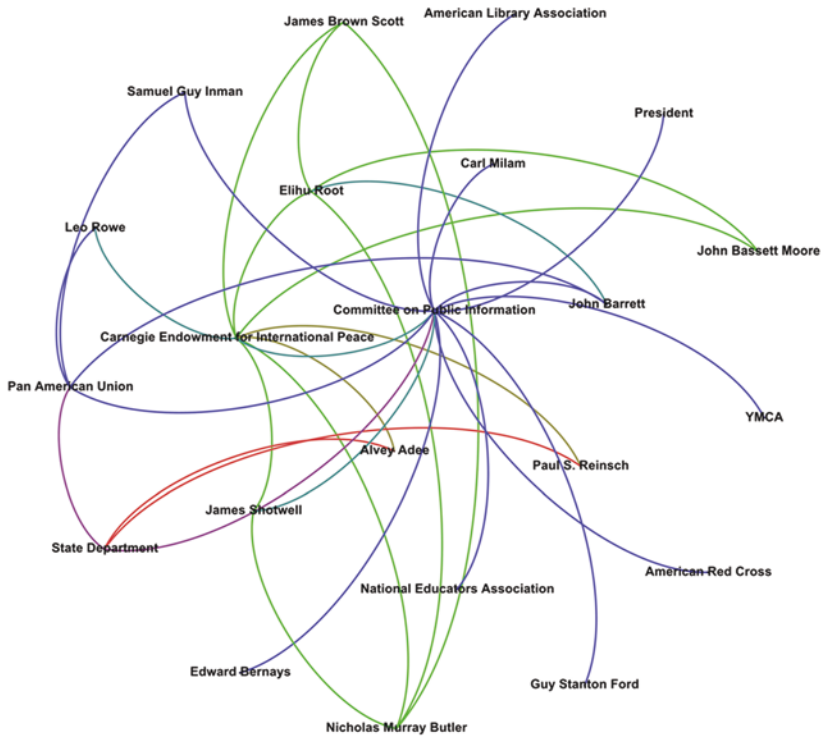 American Library Association
James Brown Scott
Samuel Guy Inman
President
Carl Milam
Elihu Root
Leo Rowe
John Bassett Moore
John Barrett
Committee on Public Information
Carnegie Endowment for International Peace
Pan American Union
YMCA
Alvey Adee
Paul S. Reinsch
James Shotwell
State Department
American Red Cross
National Educators Association
Edward Bernays
Guy Stanton Ford
Nicholas Murray Butler